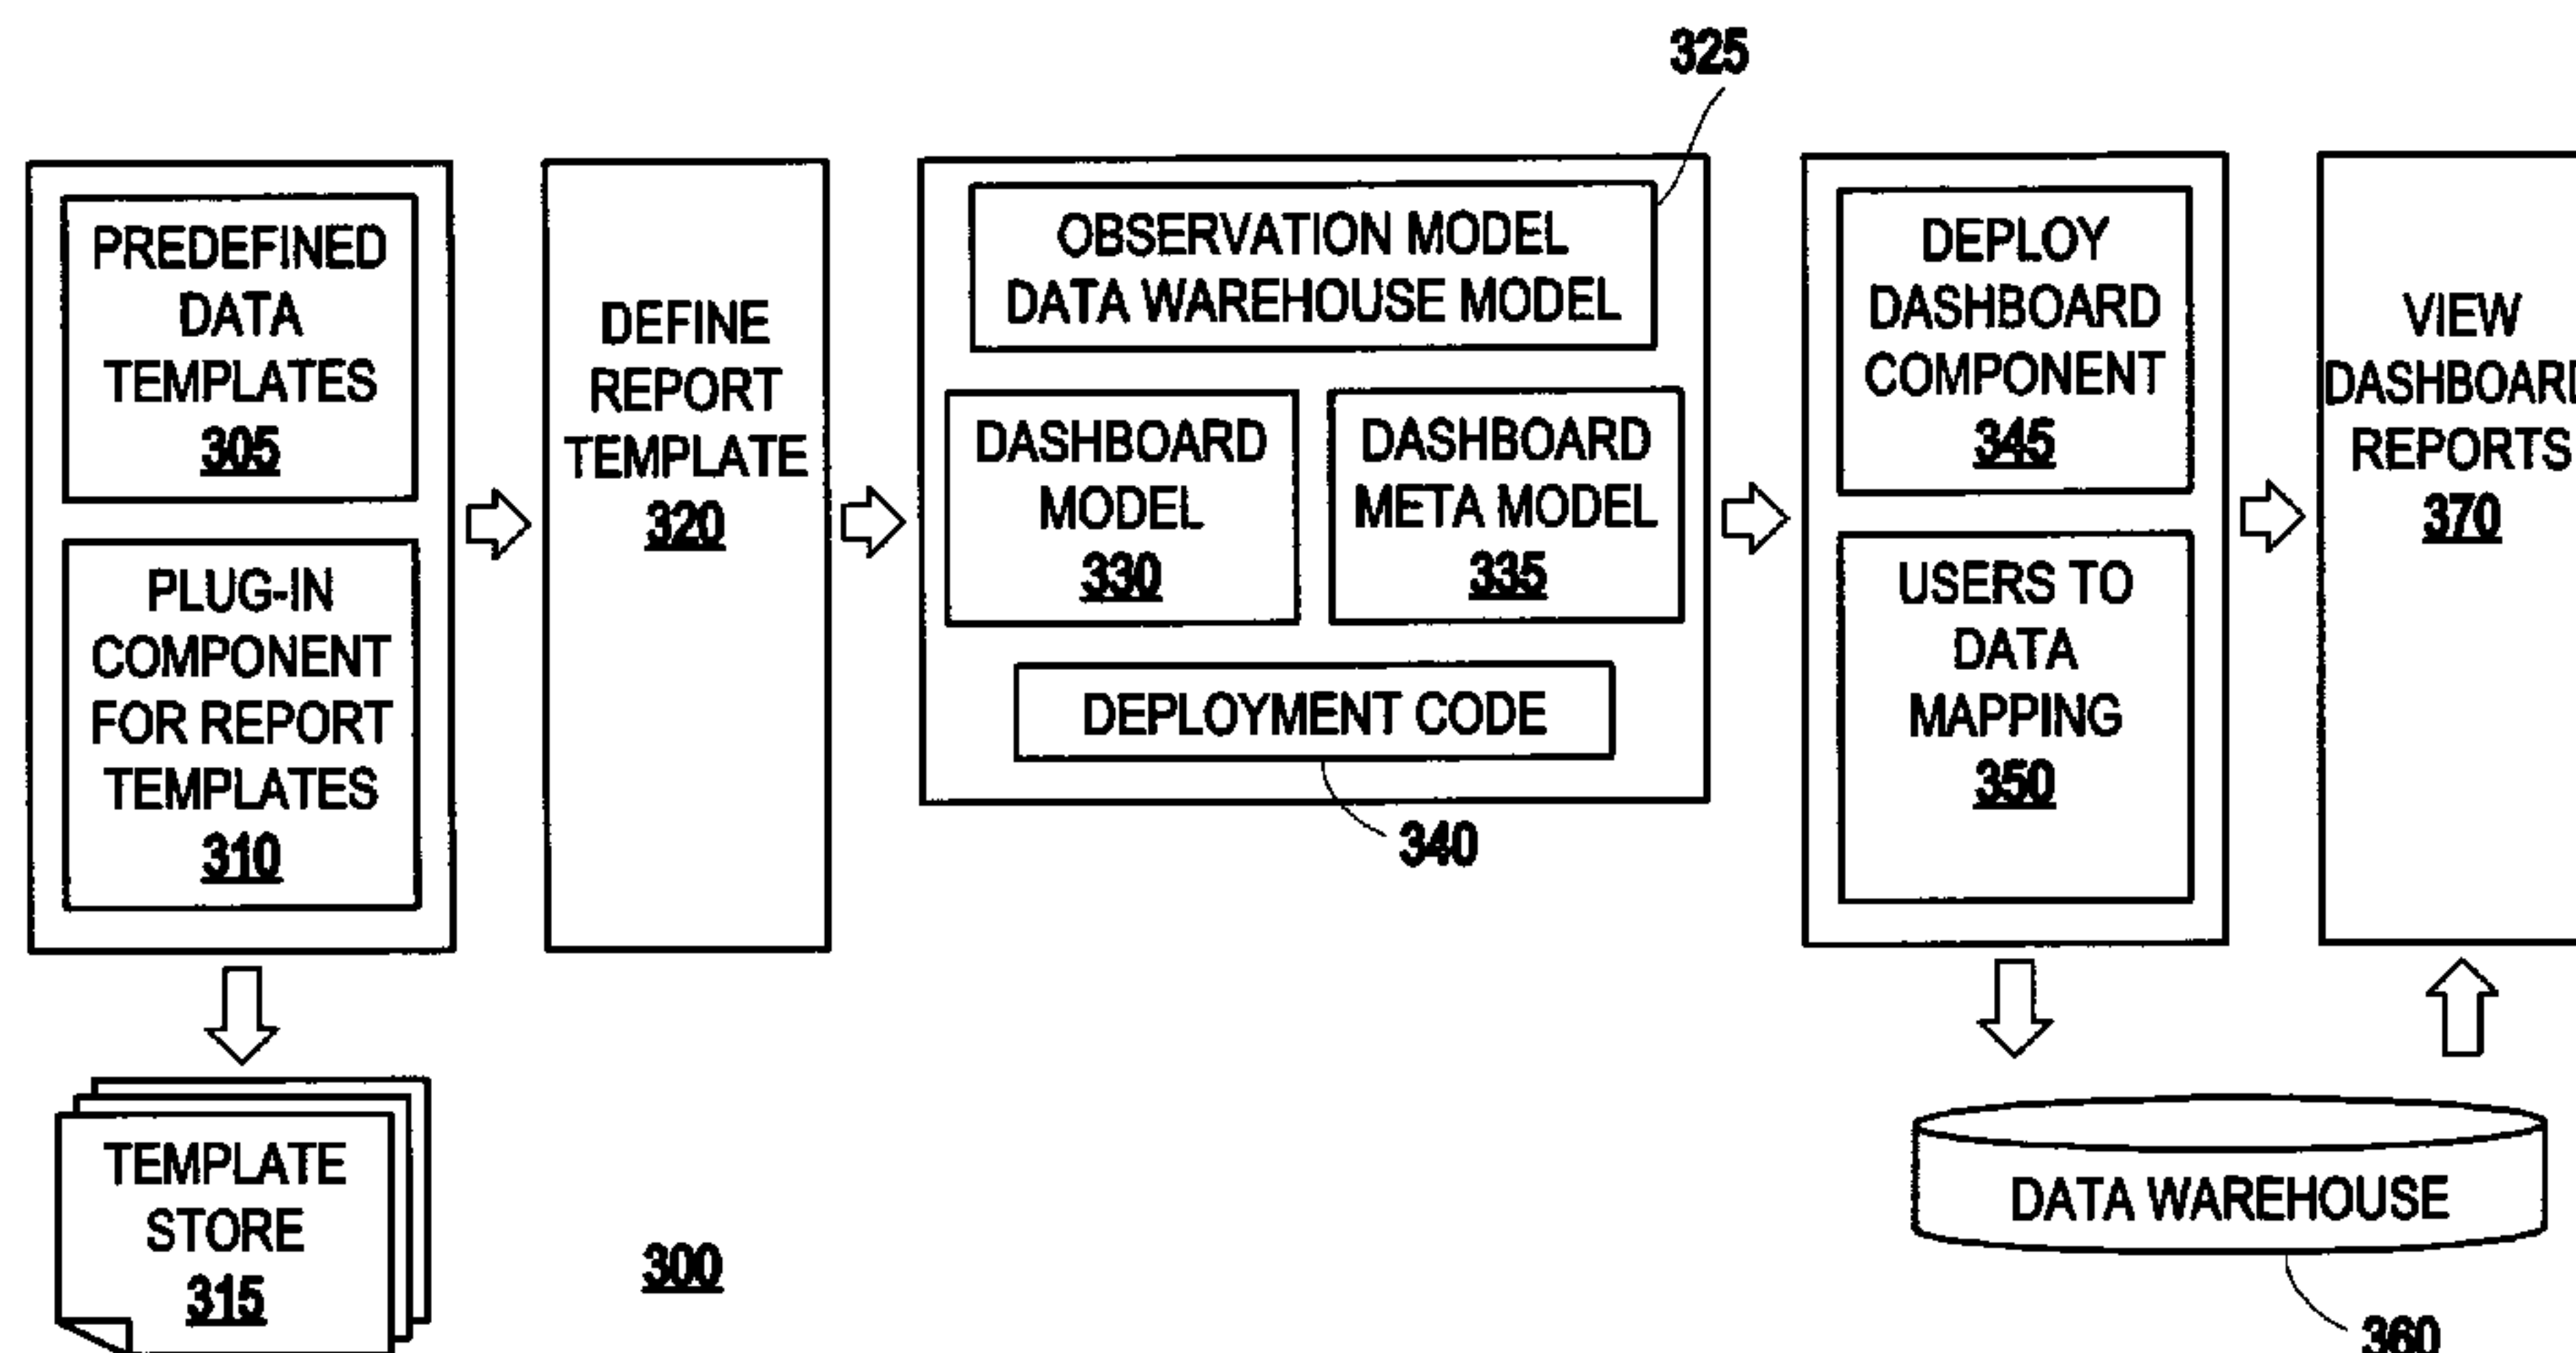 325
PREDEFINED
DATA
TEMPLATES
305
PLUG-IN
COMPONENT
FOR REPORT
TEMPLATES
310
TEMPLATE
STORE
315
DEFINE
REPORT
TEMPLATE
320
OBSERVATION MODEL
DATA WAREHOUSE MODEL
DASHBOARD
MODEL
330
DASHBOARD
META MODEL
335
DEPLOYMENT CODE
340
DEPLOY
DASHBOARD
COMPONENT
345
USERS TO
DATA
MAPPING
350
VIEW
DASHBOARD
REPORTS
370
DATA WAREHOUSE
360
300